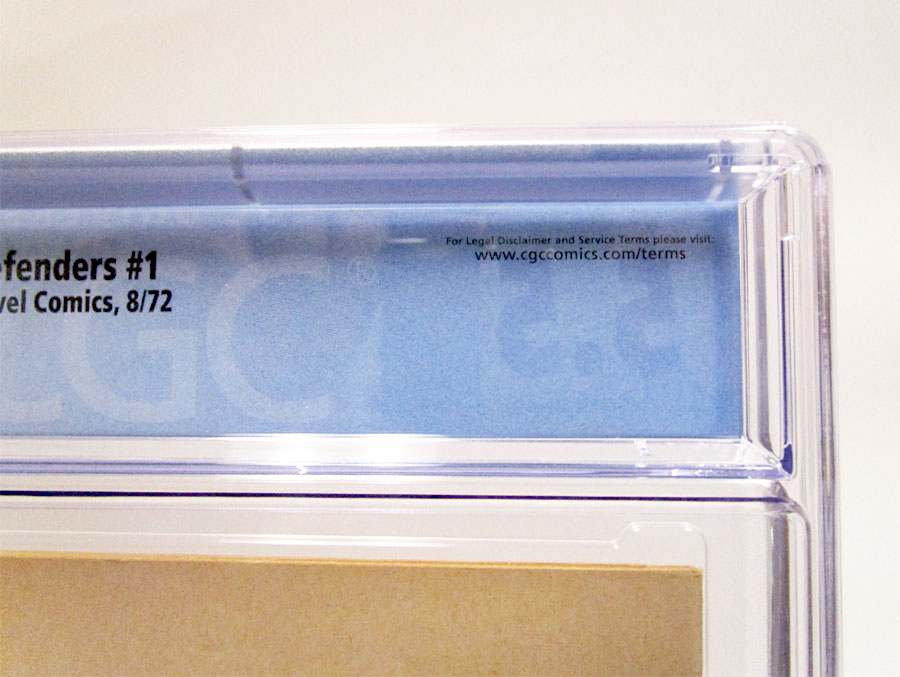 efenders #1
vel Comics, 8/72
For Legal Disclaimer and Service Terms please visit:
www.cgccomics.com/terms
CGC®